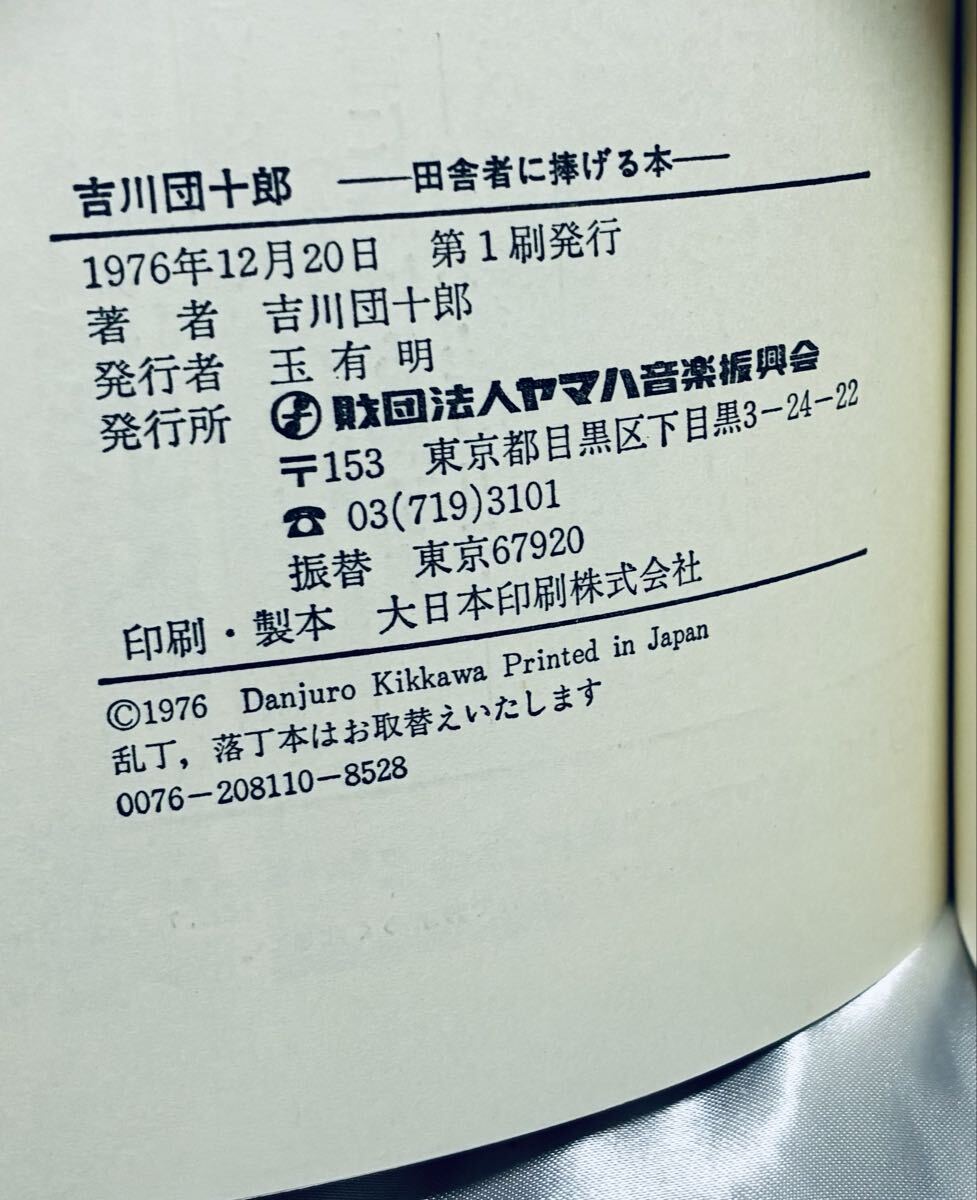 吉川団十郎 ——田舎者に捧げる本——
1976年12月20日 第1刷発行
著 者 吉川団十郎
発行者 玉 有 明
発行所 財団法人ヤマハ音楽振興会
〒153 東京都目黒区下目黒3−24−22
☎ 03(719)3101
振替 東京67920
印刷・製本 大日本印刷株式会社
©1976 Danjuro Kikkawa Printed in Japan
乱丁，落丁本はお取替えいたします
0076−208110−8528